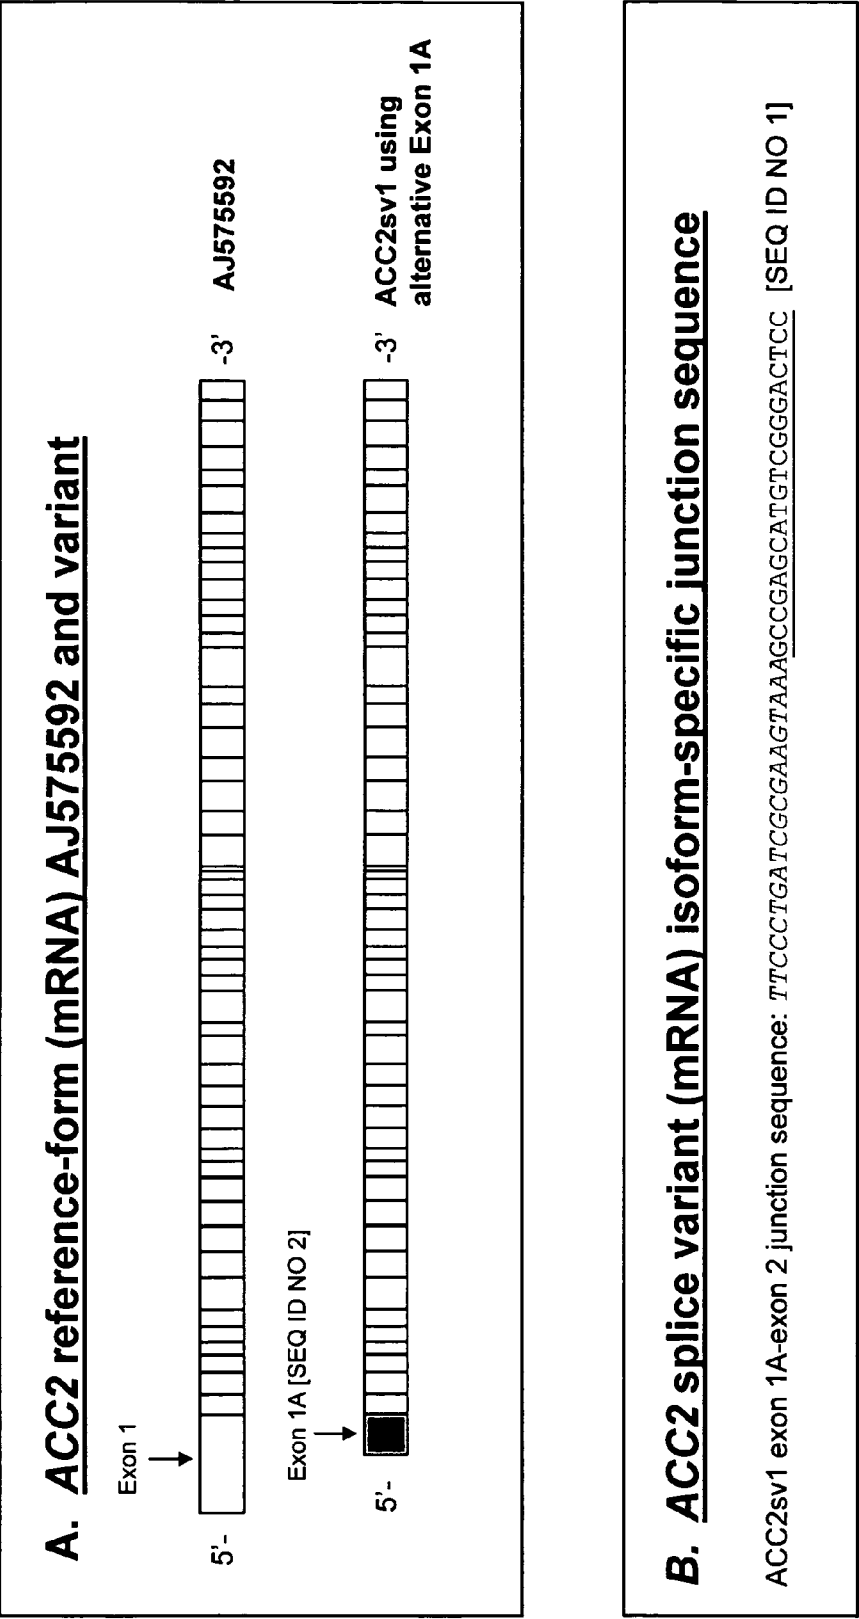 A. ACC2 reference-form (mRNA) AJ575592 and variant
Exon 1
5'-
-3'
AJ575592
Exon 1A [SEQ ID NO 2]
5'-
-3'
ACC2sv1 using
alternative Exon 1A
B. ACC2 splice variant (mRNA) isoform-specific junction sequence
ACC2sv1 exon 1A-exon 2 junction sequence: TTCCCTGATCGCGAAGTAAAGCCGAGCATGTCGGGACTCC [SEQ ID NO 1]